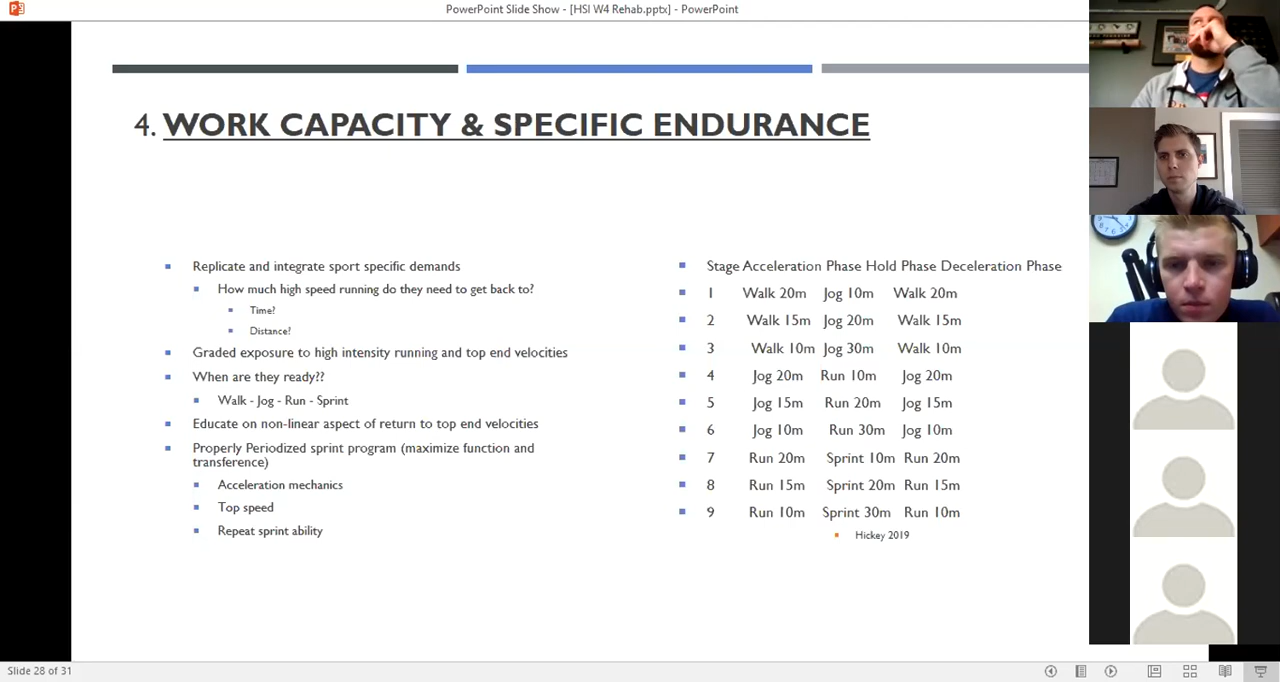 PowerPoint Slide Show - [HSI W4 Rehab.pptx] - PowerPoint
4. WORK CAPACITY & SPECIFIC ENDURANCE
Replicate and integrate sport specific demands
How much high speed running do they need to get back to?
Time?
Distance?
Graded exposure to high intensity running and top end velocities
When are they ready??
Walk - Jog - Run - Sprint
Educate on non-linear aspect of return to top end velocities
Properly Periodized sprint program (maximize function and
transference)
Acceleration mechanics
Top speed
Repeat sprint ability
Stage Acceleration Phase Hold Phase Deceleration Phase
1 Walk 20m Jog 10m Walk 20m
2 Walk 15m Jog 20m Walk 15m
3 Walk 10m Jog 30m Walk 10m
4 Jog 20m Run 10m Jog 20m
5 Jog 15m Run 20m Jog 15m
6 Jog 10m Run 30m Jog 10m
7 Run 20m Sprint 10m Run 20m
8 Run 15m Sprint 20m Run 15m
9 Run 10m Sprint 30m Run 10m
Hickey 2019
Slide 28 of 31